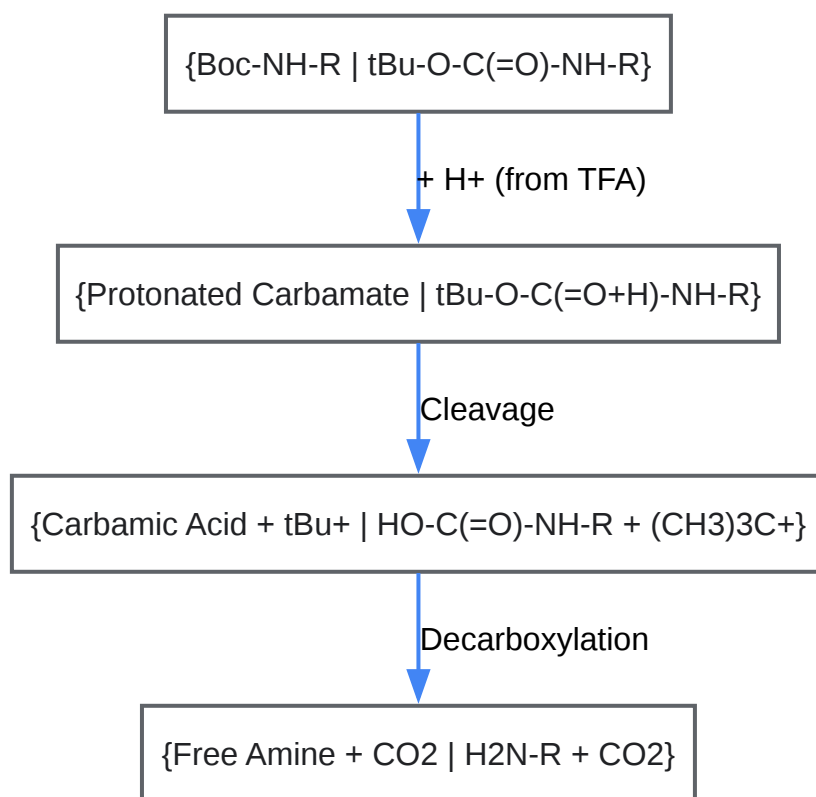 {Boc-NH-R | tBu-O-C(=O)-NH-R}
+ H+ (from TFA)
{Protonated Carbamate | tBu-O-C(=O+H)-NH-R}
Cleavage
{Carbamic Acid + tBu+ | HO-C(=O)-NH-R + (CH3)3C+}
Decarboxylation
{Free Amine + CO2 | H2N-R + CO2}